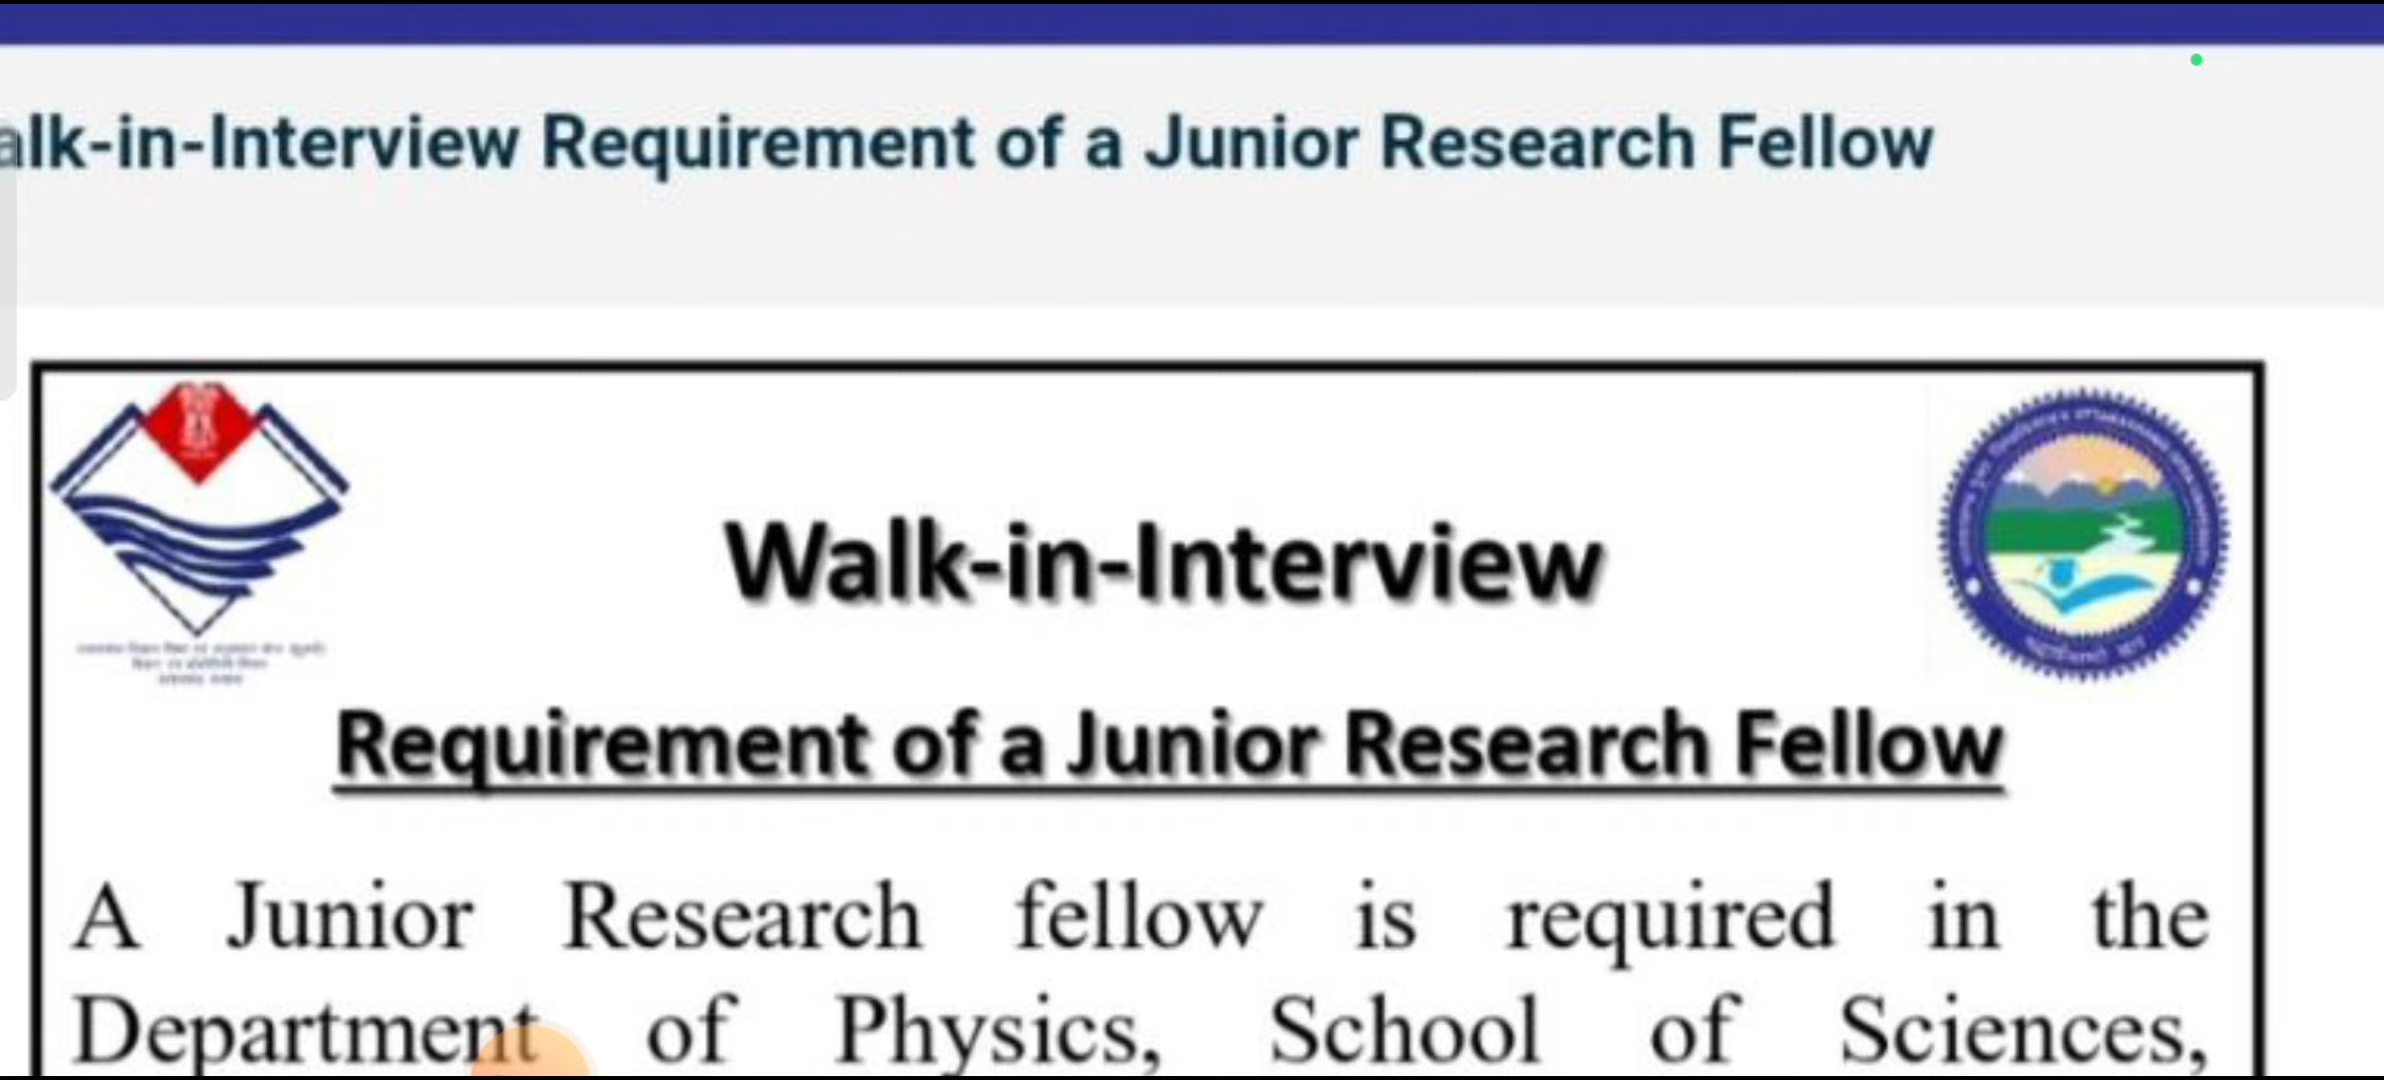 alk-in-Interview Requirement of a Junior Research Fellow
Walk-in-Interview
Requirement of a Junior Research Fellow
A Junior Research fellow is required in the
Department of Physics, School of Sciences,